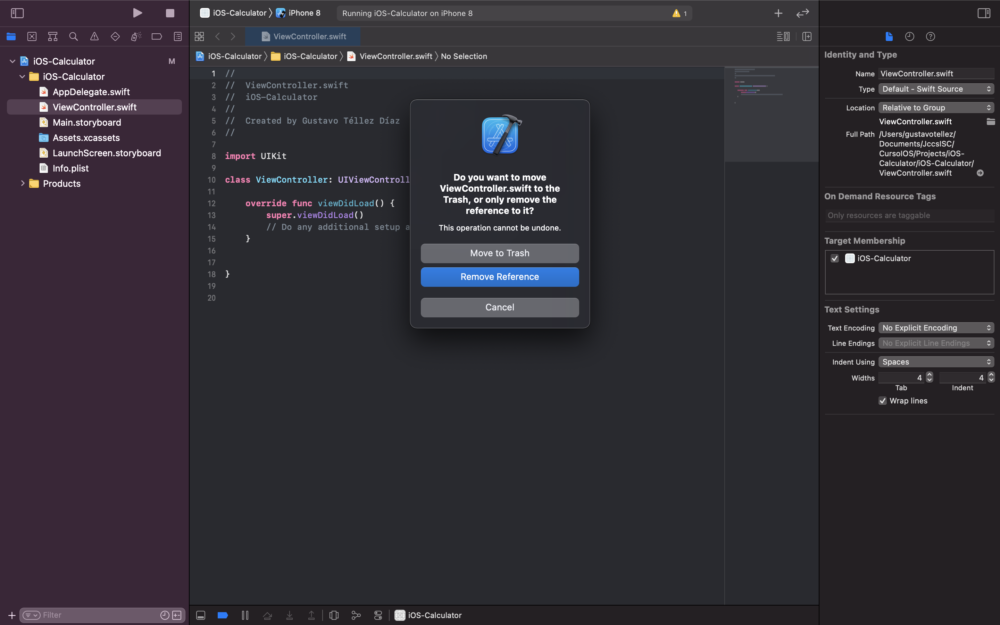 iOS-Calculator
iPhone 8
Running iOS-Calculator on iPhone 8
1
ViewController.swift
iOS-Calculator
iOS-Calculator
ViewController.swift
No Selection
iOS-Calculator
M
iOS-Calculator
AppDelegate.swift
ViewController.swift
Main.storyboard
Assets.xcassets
LaunchScreen.storyboard
Info.plist
Products
Filter
1 //
2 //  ViewController.swift
3 //  iOS-Calculator
4 //
5 //  Created by Gustavo Téllez Díaz
6 //
7
8 import UIKit
9
10 class ViewController: UIViewControll
11
12     override func viewDidLoad() {
13         super.viewDidLoad()
14         // Do any additional setup a
15     }
16
17
18 }
19
20
Do you want to move
ViewController.swift to the
Trash, or only remove the
reference to it?
This operation cannot be undone.
Move to Trash
Remove Reference
Cancel
iOS-Calculator
Identity and Type
Name ViewController.swift
Type Default - Swift Source
Location Relative to Group
ViewController.swift
Full Path /Users/gustavotellez/
Documents/JccsISC/
CursoIOS/Projects/iOS-
Calculator/iOS-Calculator/
ViewController.swift
On Demand Resource Tags
Only resources are taggable
Target Membership
iOS-Calculator
Text Settings
Text Encoding No Explicit Encoding
Line Endings No Explicit Line Endings
Indent Using Spaces
Widths 4 4
Tab Indent
Wrap lines